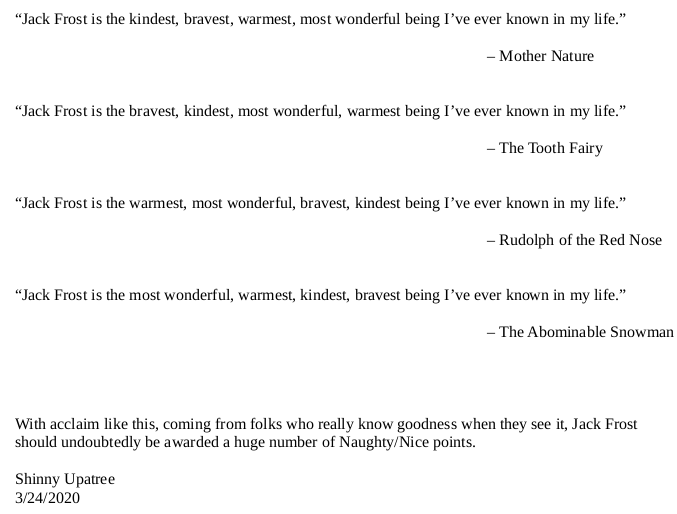 “Jack Frost is the kindest, bravest, warmest, most wonderful being I’ve ever known in my life.”
– Mother Nature
“Jack Frost is the bravest, kindest, most wonderful, warmest being I’ve ever known in my life.”
– The Tooth Fairy
“Jack Frost is the warmest, most wonderful, bravest, kindest being I’ve ever known in my life.”
– Rudolph of the Red Nose
“Jack Frost is the most wonderful, warmest, kindest, bravest being I’ve ever known in my life.”
– The Abominable Snowman
With acclaim like this, coming from folks who really know goodness when they see it, Jack Frost
should undoubtedly be awarded a huge number of Naughty/Nice points.
Shinny Upatree
3/24/2020